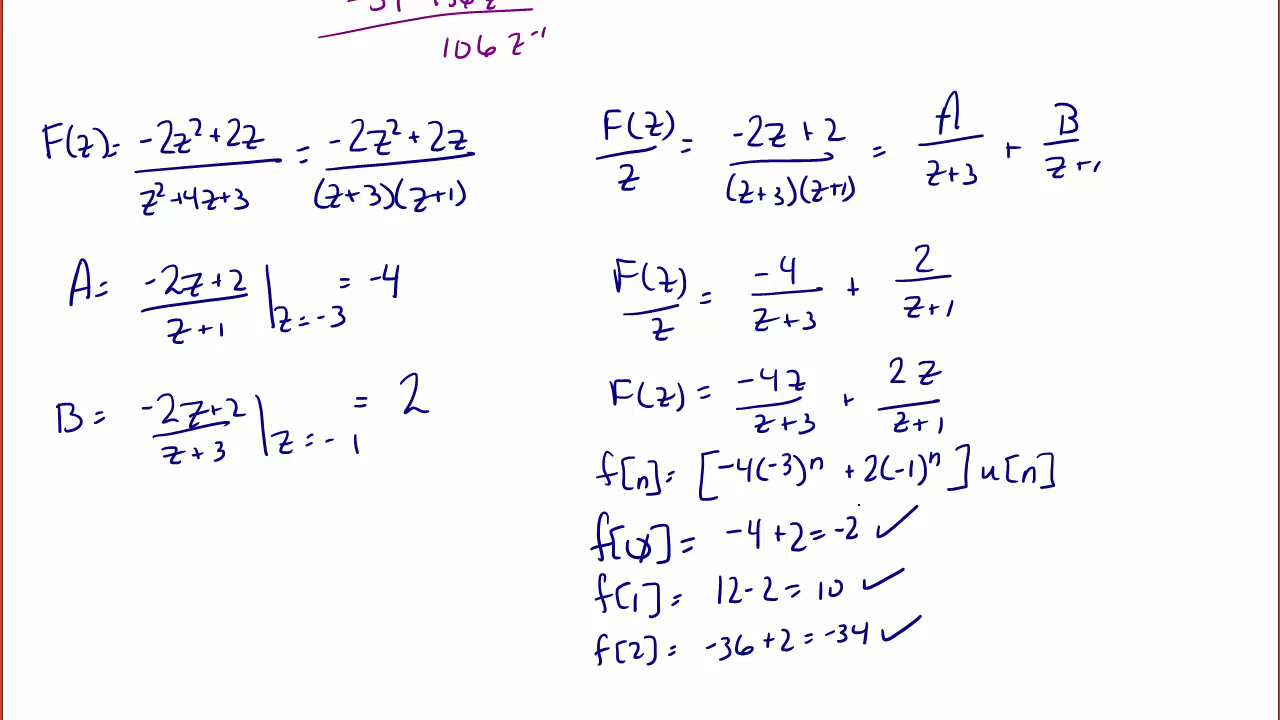 106 z⁻¹
F(z) = (-2z² + 2z)/(z² + 4z + 3) = (-2z² + 2z)/((z+3)(z+1))
F(z)/z = (-2z + 2)/((z+3)(z+1)) = A/(z+3) + B/(z+1)
A = (-2z+2)/(z+1) |z=-3 = -4
F(z)/z = -4/(z+3) + 2/(z+1)
B = (-2z+2)/(z+3) |z=-1 = 2
F(z) = -4z/(z+3) + 2z/(z+1)
f[n] = [-4(-3)ⁿ + 2(-1)ⁿ] u[n]
f[0] = -4 + 2 = -2 ✓
f[1] = 12 - 2 = 10 ✓
f[2] = -36 + 2 = -34 ✓